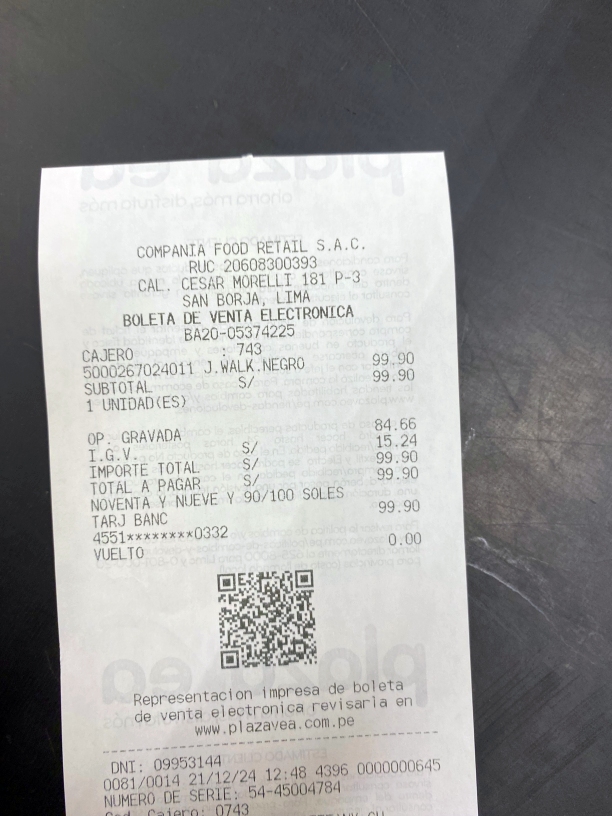 COMPANIA FOOD RETAIL S.A.C.
RUC 20608300393
CAL. CESAR MORELLI 181 P-3
SAN BORJA, LIMA
BOLETA DE VENTA ELECTRONICA
BA20-05374225
CAJERO : 743
5000267024011 J.WALK.NEGRO 99.90
SUBTOTAL S/ 99.90
1 UNIDAD(ES)
OP. GRAVADA 84.66
I.G.V. S/ 15.24
IMPORTE TOTAL S/ 99.90
TOTAL A PAGAR S/ 99.90
NOVENTA Y NUEVE Y 90/100 SOLES
TARJ BANC 99.90
4551********0332
VUELTO 0.00
Representacion impresa de boleta
de venta electronica revisarla en
www.plazavea.com.pe
DNI: 09953144
0081/0014 21/12/24 12:48 4396 0000000645
NUMERO DE SERIE: 54-45004784
Cod. Cajero: 0743